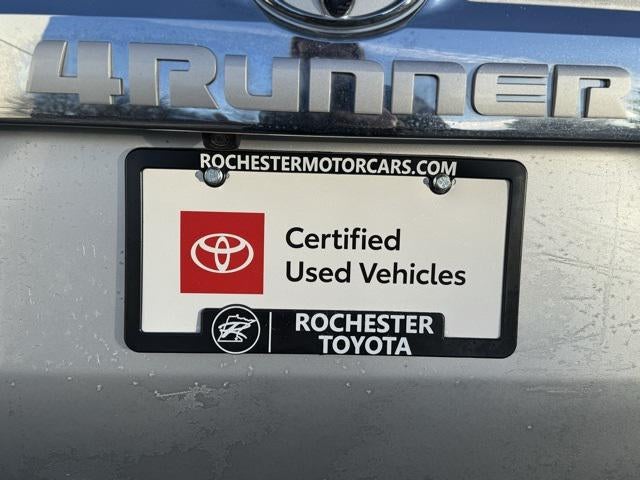 4RUNNER
ROCHESTERMOTORCARS.COM
Certified
Used Vehicles
ROCHESTER
TOYOTA